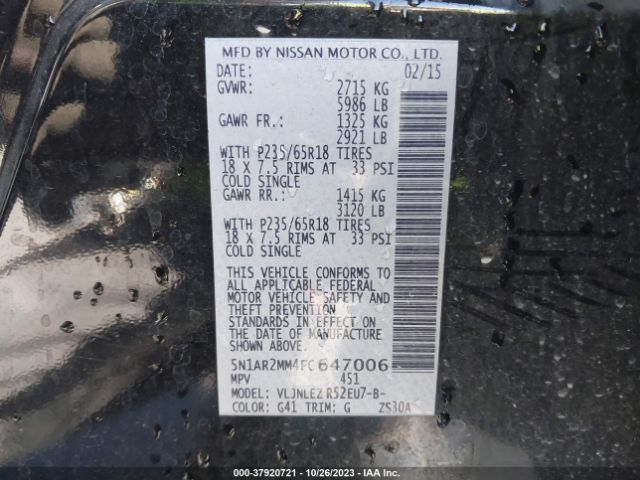 MFD BY NISSAN MOTOR CO., LTD.
DATE: 02/15
GVWR: 2715 KG
5986 LB
GAWR FR.: 1325 KG
2921 LB
WITH P235/65R18 TIRES
18 X 7.5 RIMS AT 33 PSI
COLD SINGLE
GAWR RR.: 1415 KG
3120 LB
WITH P235/65R18 TIRES
18 X 7.5 RIMS AT 33 PSI
COLD SINGLE
THIS VEHICLE CONFORMS TO
ALL APPLICABLE FEDERAL
MOTOR VEHICLE SAFETY AND
THEFT PREVENTION
STANDARDS IN EFFECT ON
THE DATE OF MANUFACTURE
SHOWN ABOVE.
5N1AR2MM4FC647006
MPV 451
MODEL: VLJNLEZ R52EU7-B-
COLOR: G41 TRIM: G ZS30A
000-37920721 - 10/26/2023 - Copyright © IAA Inc.